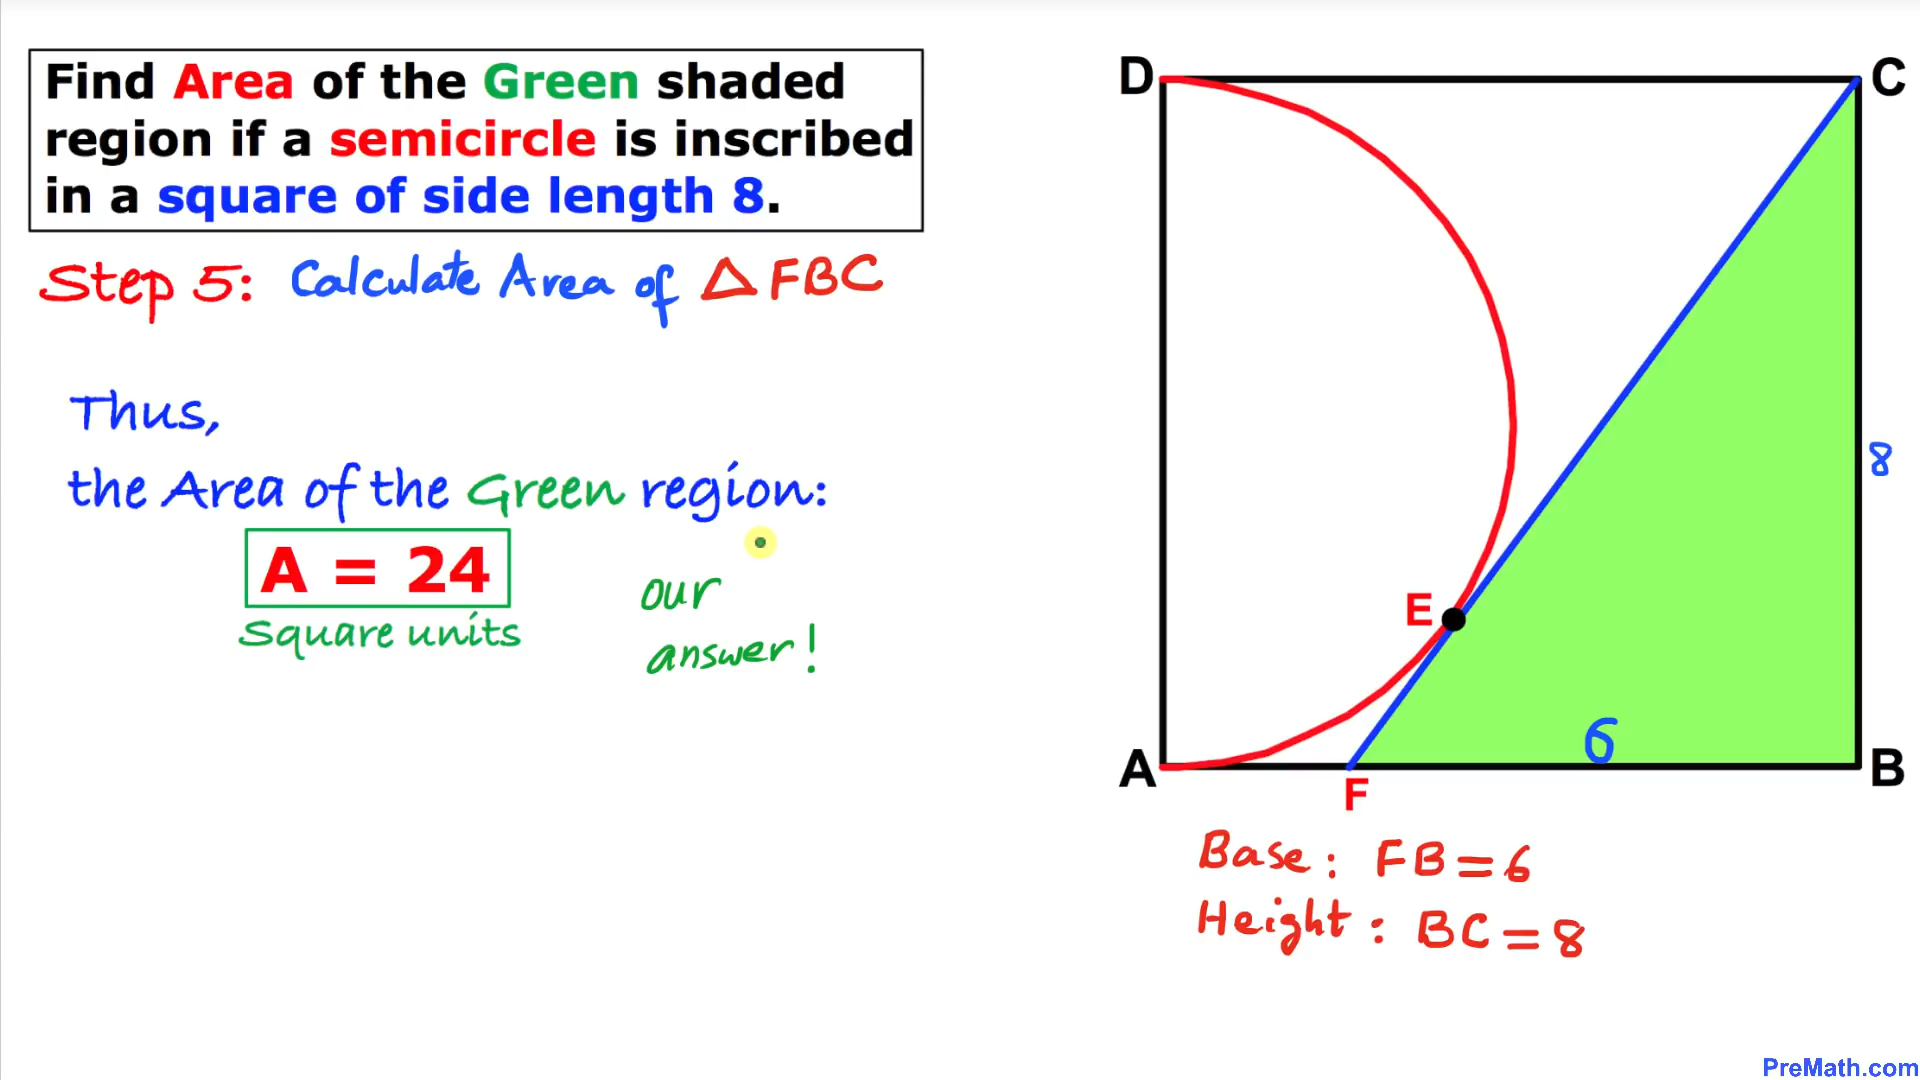 Find Area of the Green shaded
region if a semicircle is inscribed
in a square of side length 8.
Step 5: Calculate Area of △ FBC
Thus,
the Area of the Green region:
A = 24
Square units
our
answer!
D
C
8
E
6
A
B
F
Base: FB = 6
Height: BC = 8
PreMath.com